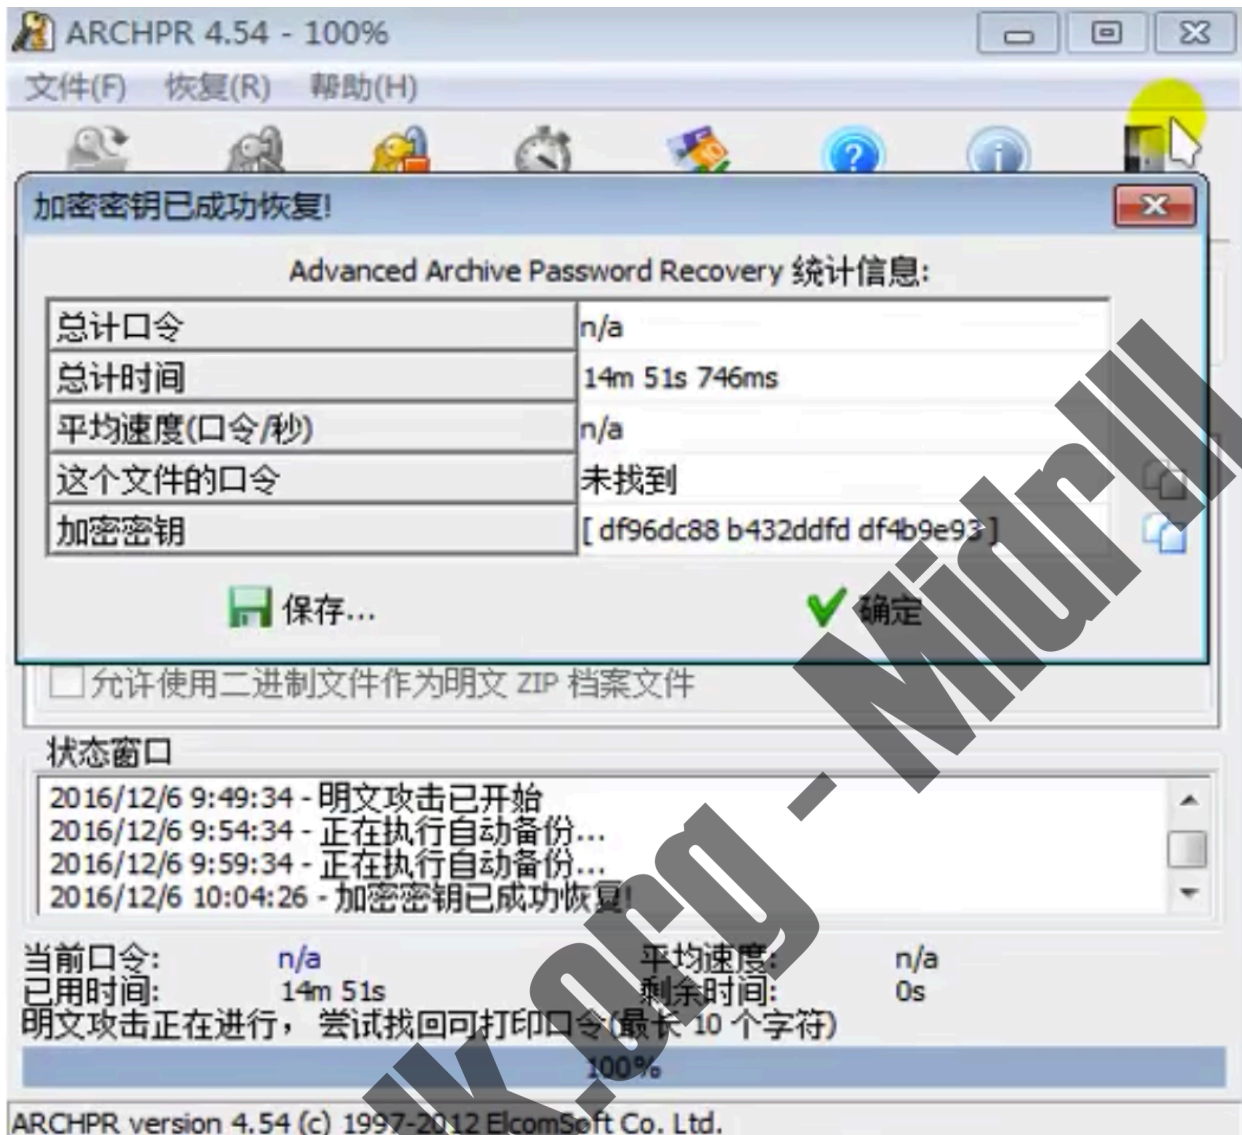 ARCHPR 4.54 - 100%
文件(F) 恢复(R) 帮助(H)
加密密钥已成功恢复!
Advanced Archive Password Recovery 统计信息:
总计口令 n/a
总计时间 14m 51s 746ms
平均速度(口令/秒) n/a
这个文件的口令 未找到
加密密钥 [ df96dc88 b432ddfd df4b9e93 ]
保存... 确定
允许使用二进制文件作为明文 ZIP 档案文件
状态窗口
2016/12/6 9:49:34 - 明文攻击已开始
2016/12/6 9:54:34 - 正在执行自动备份...
2016/12/6 9:59:34 - 正在执行自动备份...
2016/12/6 10:04:26 - 加密密钥已成功恢复!
当前口令: n/a 平均速度: n/a
已用时间: 14m 51s 剩余时间: 0s
明文攻击正在进行，尝试找回可打印口令(最长 10 个字符)
100%
ARCHPR version 4.54 (c) 1997-2012 ElcomSoft Co. Ltd.
k.org - Midrlll